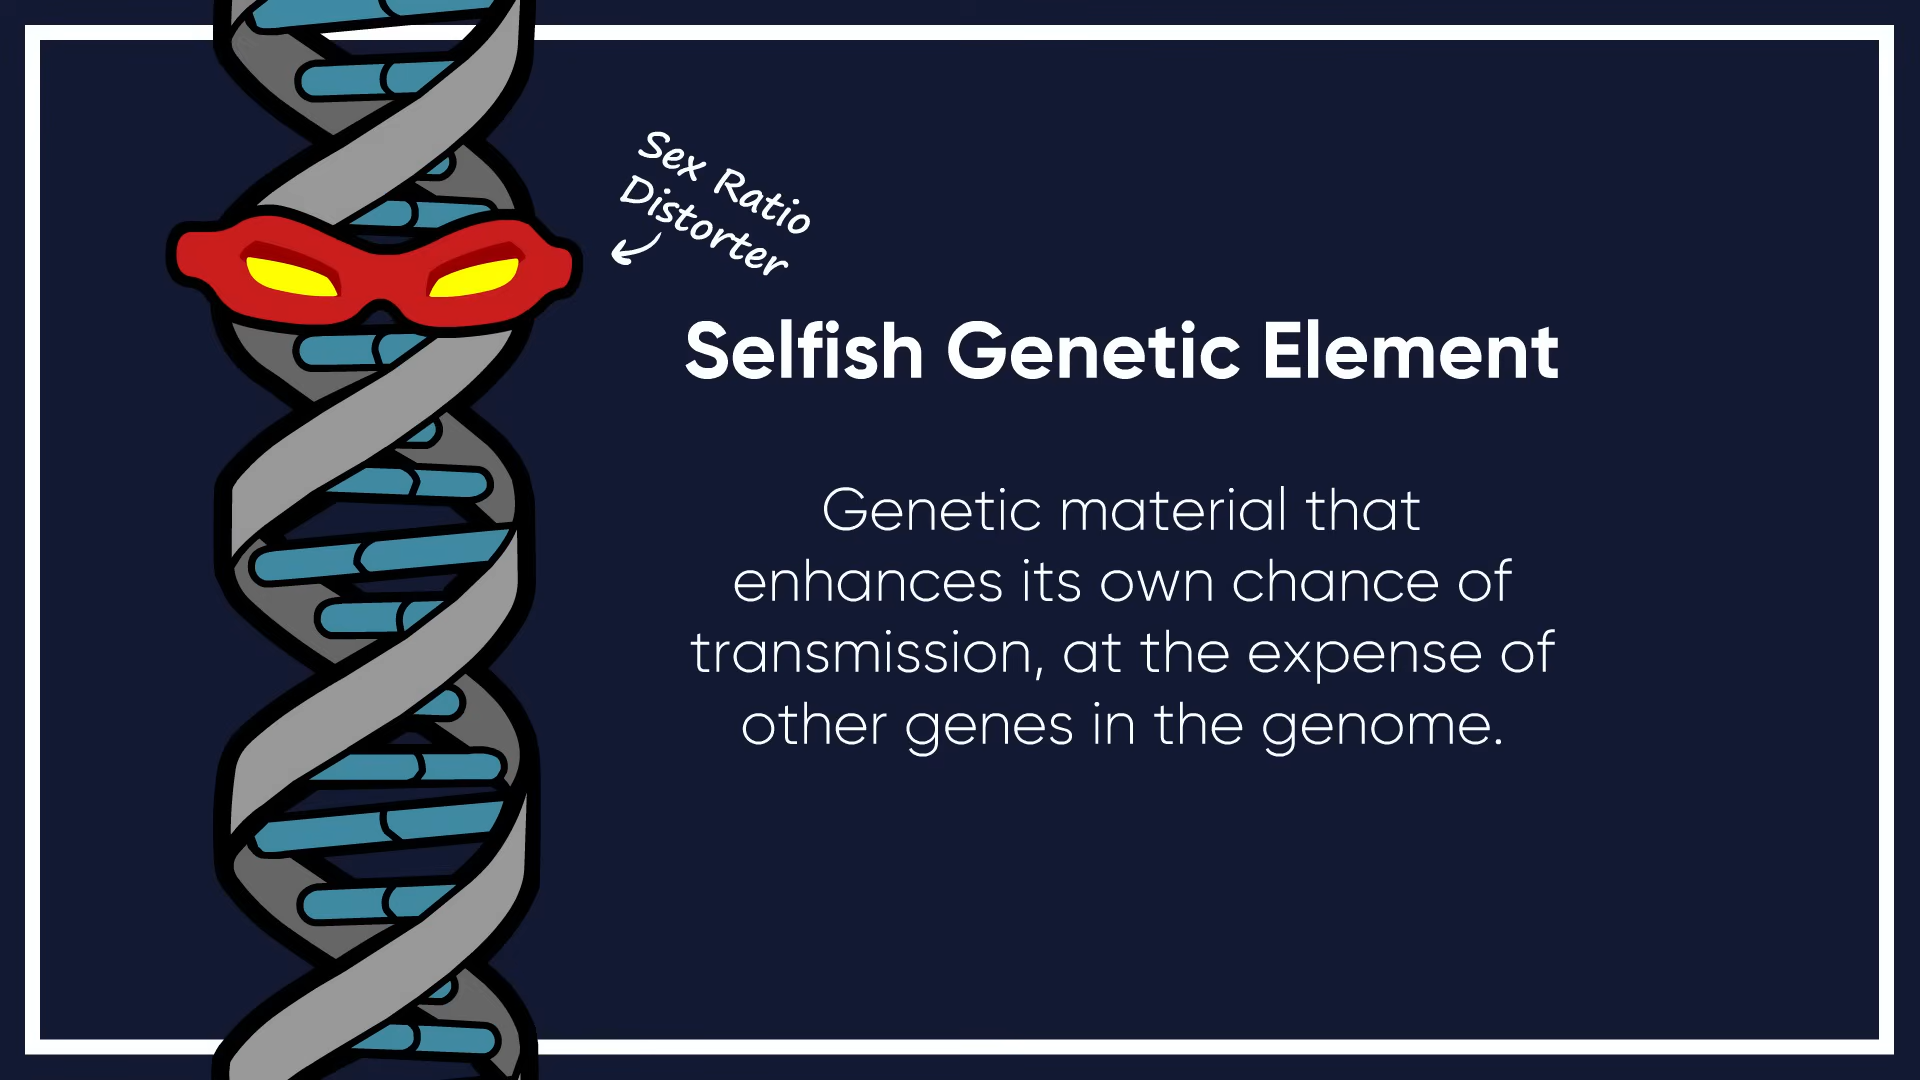 Sex Ratio
Distorter
Selfish Genetic Element
Genetic material that
enhances its own chance of
transmission, at the expense of
other genes in the genome.